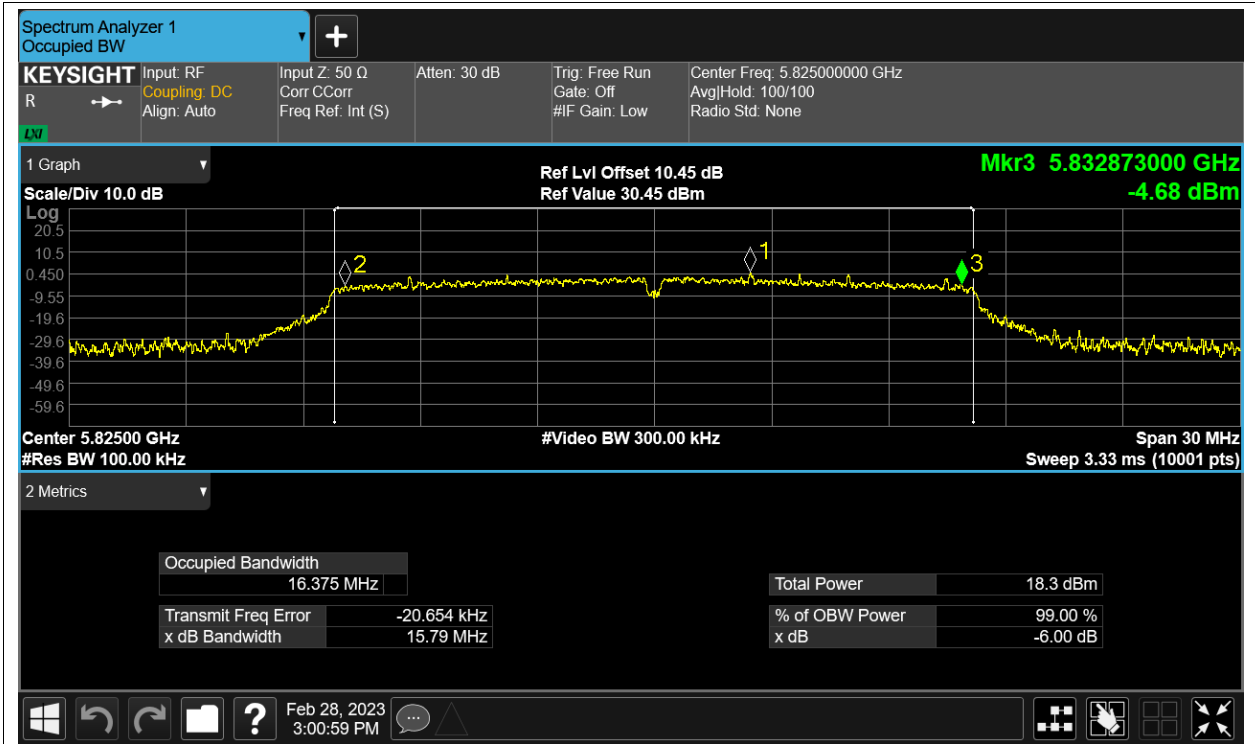 Spectrum Analyzer 1
Occupied BW
KEYSIGHT
R
LXI
Input: RF
Coupling: DC
Align: Auto
Input Z: 50 Ω
Corr CCorr
Freq Ref: Int (S)
Atten: 30 dB
Trig: Free Run
Gate: Off
#IF Gain: Low
Center Freq: 5.825000000 GHz
Avg|Hold: 100/100
Radio Std: None
1 Graph
Scale/Div 10.0 dB
Ref Lvl Offset 10.45 dB
Ref Value 30.45 dBm
Mkr3 5.832873000 GHz
-4.68 dBm
Log
20.5
10.5
0.450
-9.55
-19.6
-29.6
-39.6
-49.6
-59.6
2
1
3
Center 5.82500 GHz
#Video BW 300.00 kHz
Span 30 MHz
#Res BW 100.00 kHz
Sweep 3.33 ms (10001 pts)
2 Metrics
Occupied Bandwidth
16.375 MHz
Transmit Freq Error -20.654 kHz
x dB Bandwidth 15.79 MHz
Total Power 18.3 dBm
% of OBW Power 99.00 %
x dB -6.00 dB
?
Feb 28, 2023
3:00:59 PM